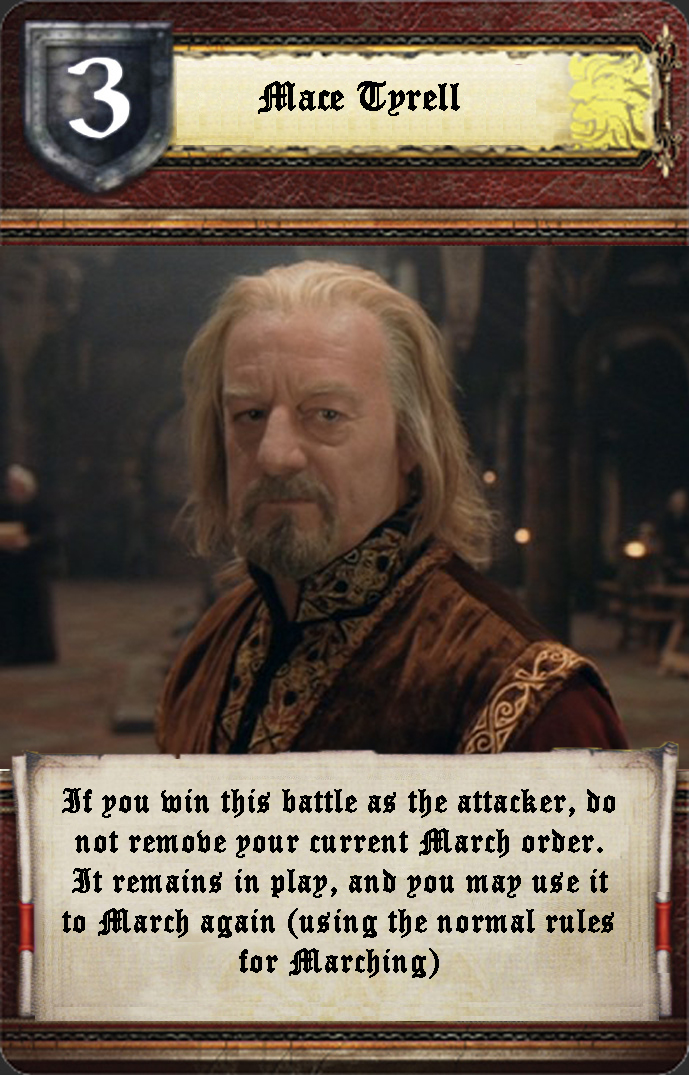 3
Mace Tyrell
If you win this battle as the attacker, do
not remove your current March order.
It remains in play, and you may use it
to March again (using the normal rules
for Marching)